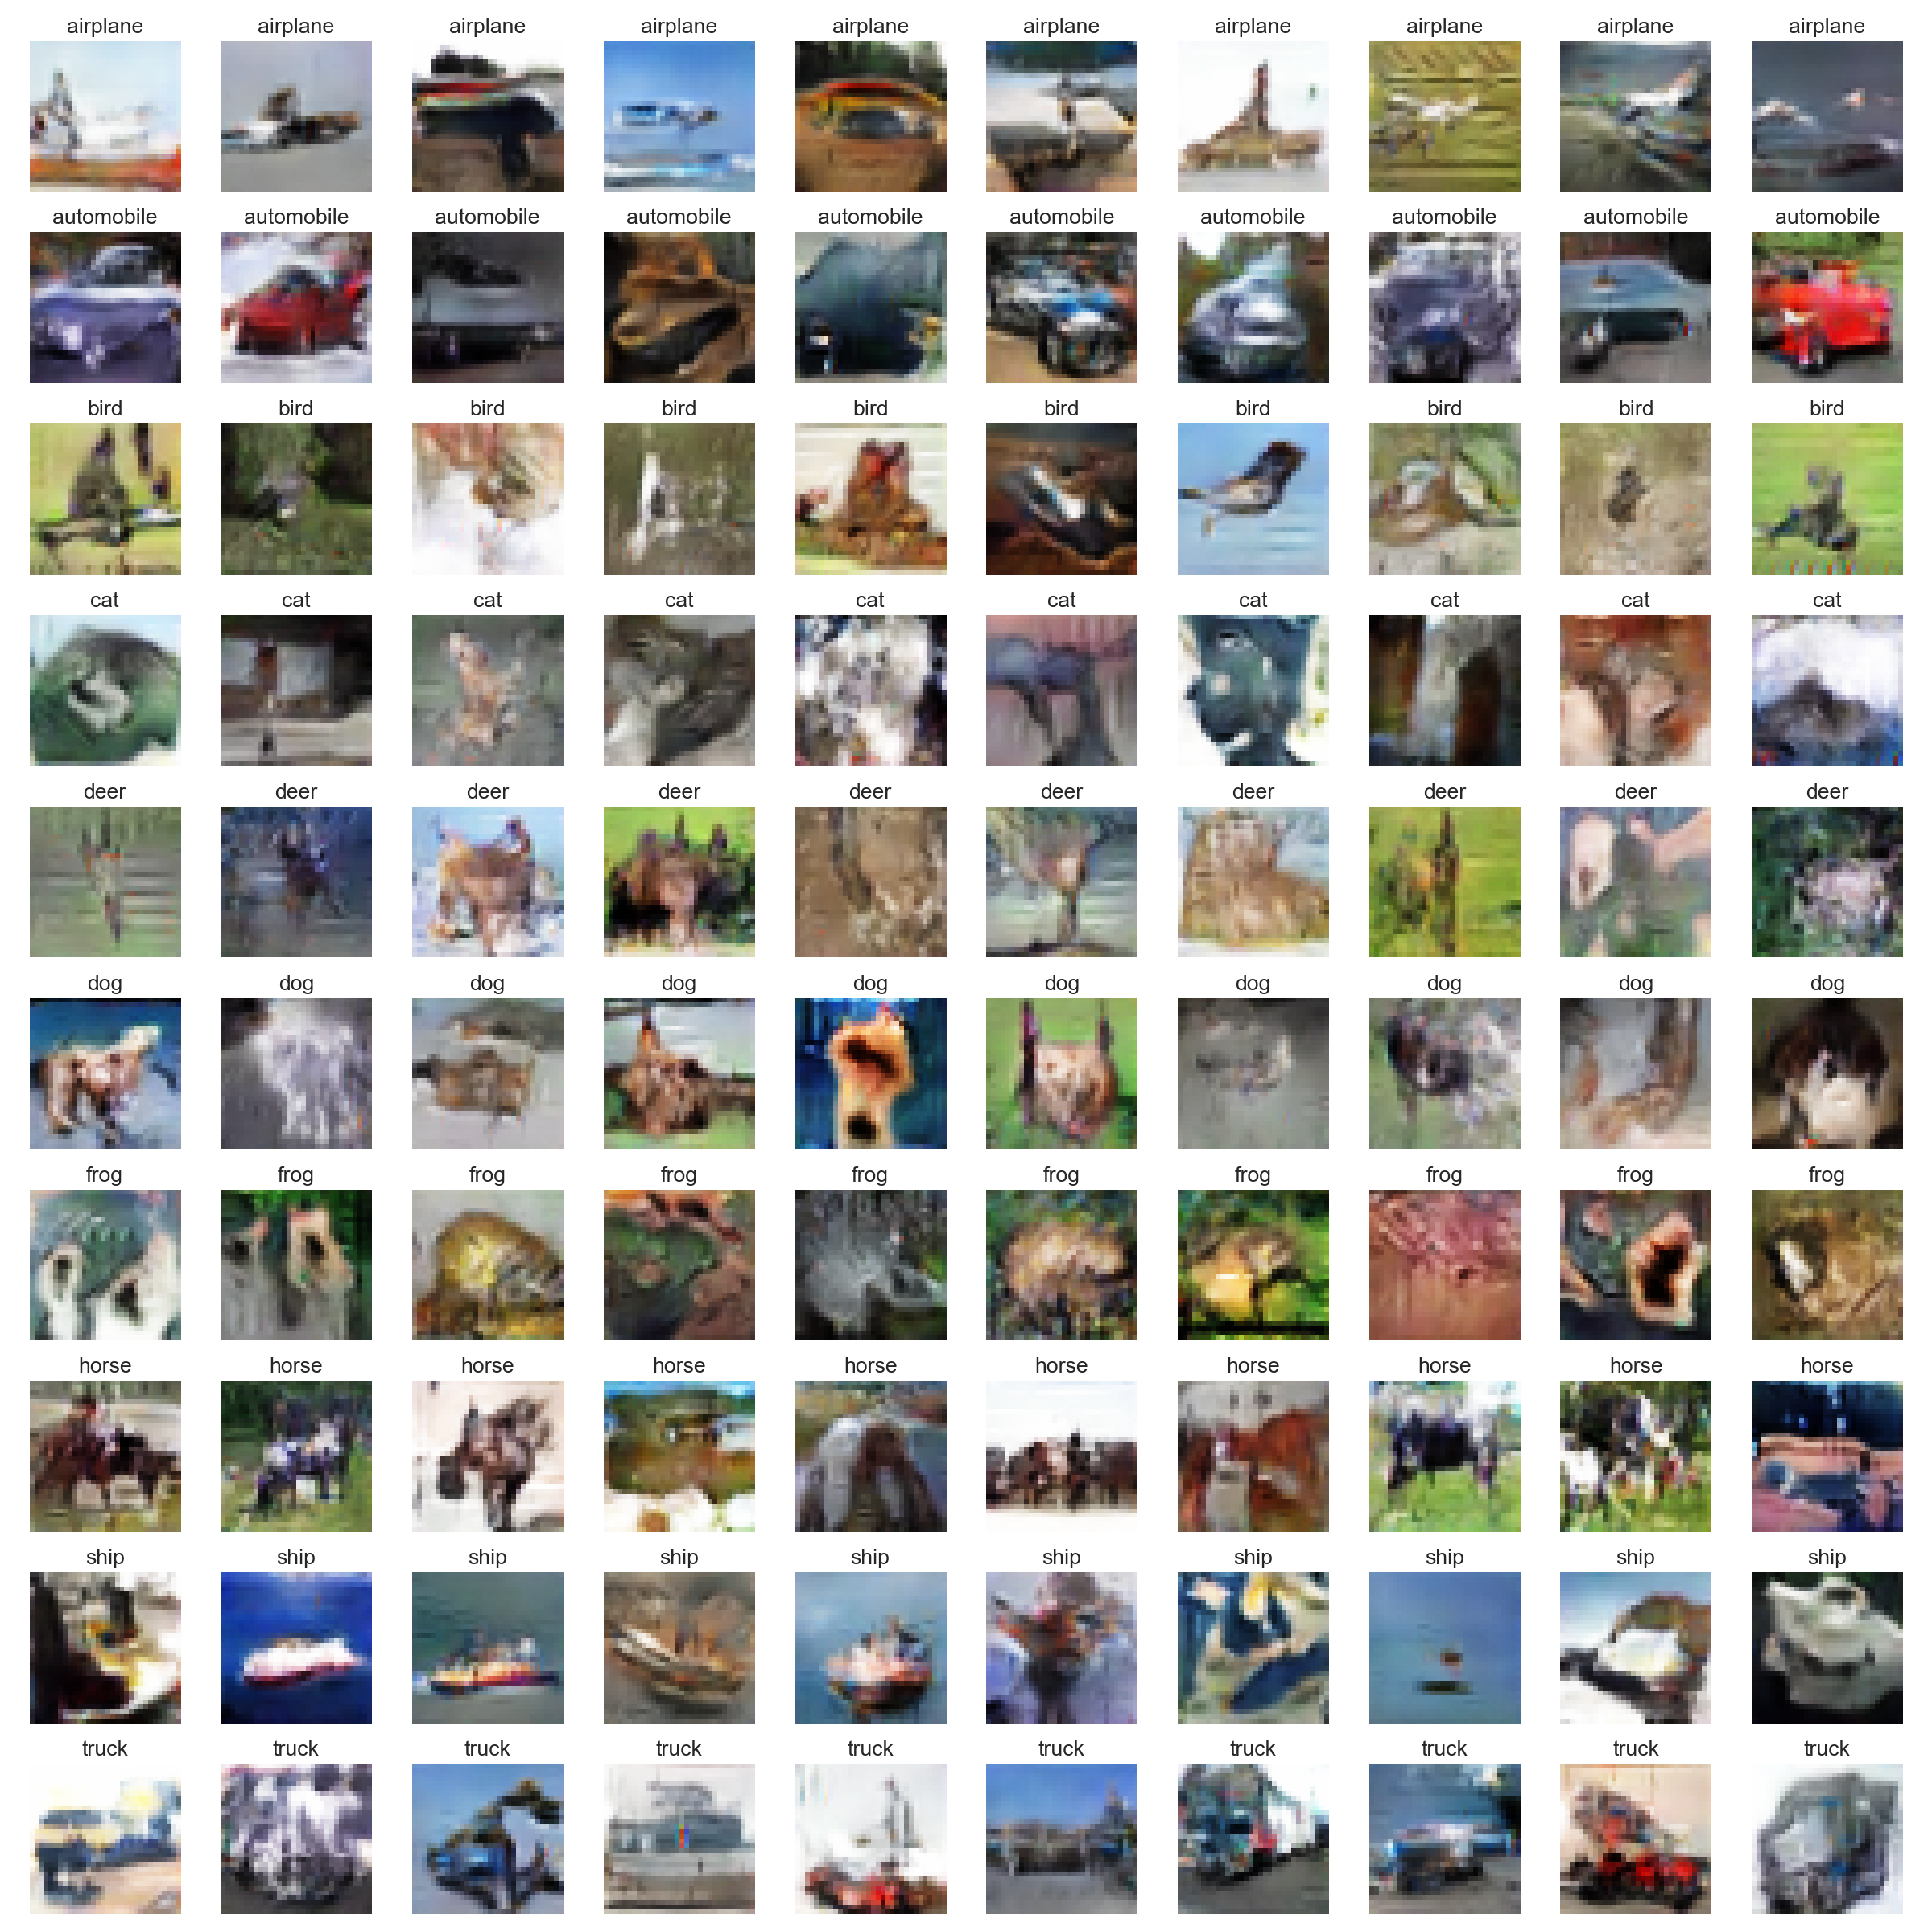 airplane airplane airplane airplane airplane airplane airplane airplane airplane airplane
automobile automobile automobile automobile automobile automobile automobile automobile automobile automobile
bird bird bird bird bird bird bird bird bird bird
cat cat cat cat cat cat cat cat cat cat
deer deer deer deer deer deer deer deer deer deer
dog dog dog dog dog dog dog dog dog dog
frog frog frog frog frog frog frog frog frog frog
horse horse horse horse horse horse horse horse horse horse
ship ship ship ship ship ship ship ship ship ship
truck truck truck truck truck truck truck truck truck truck